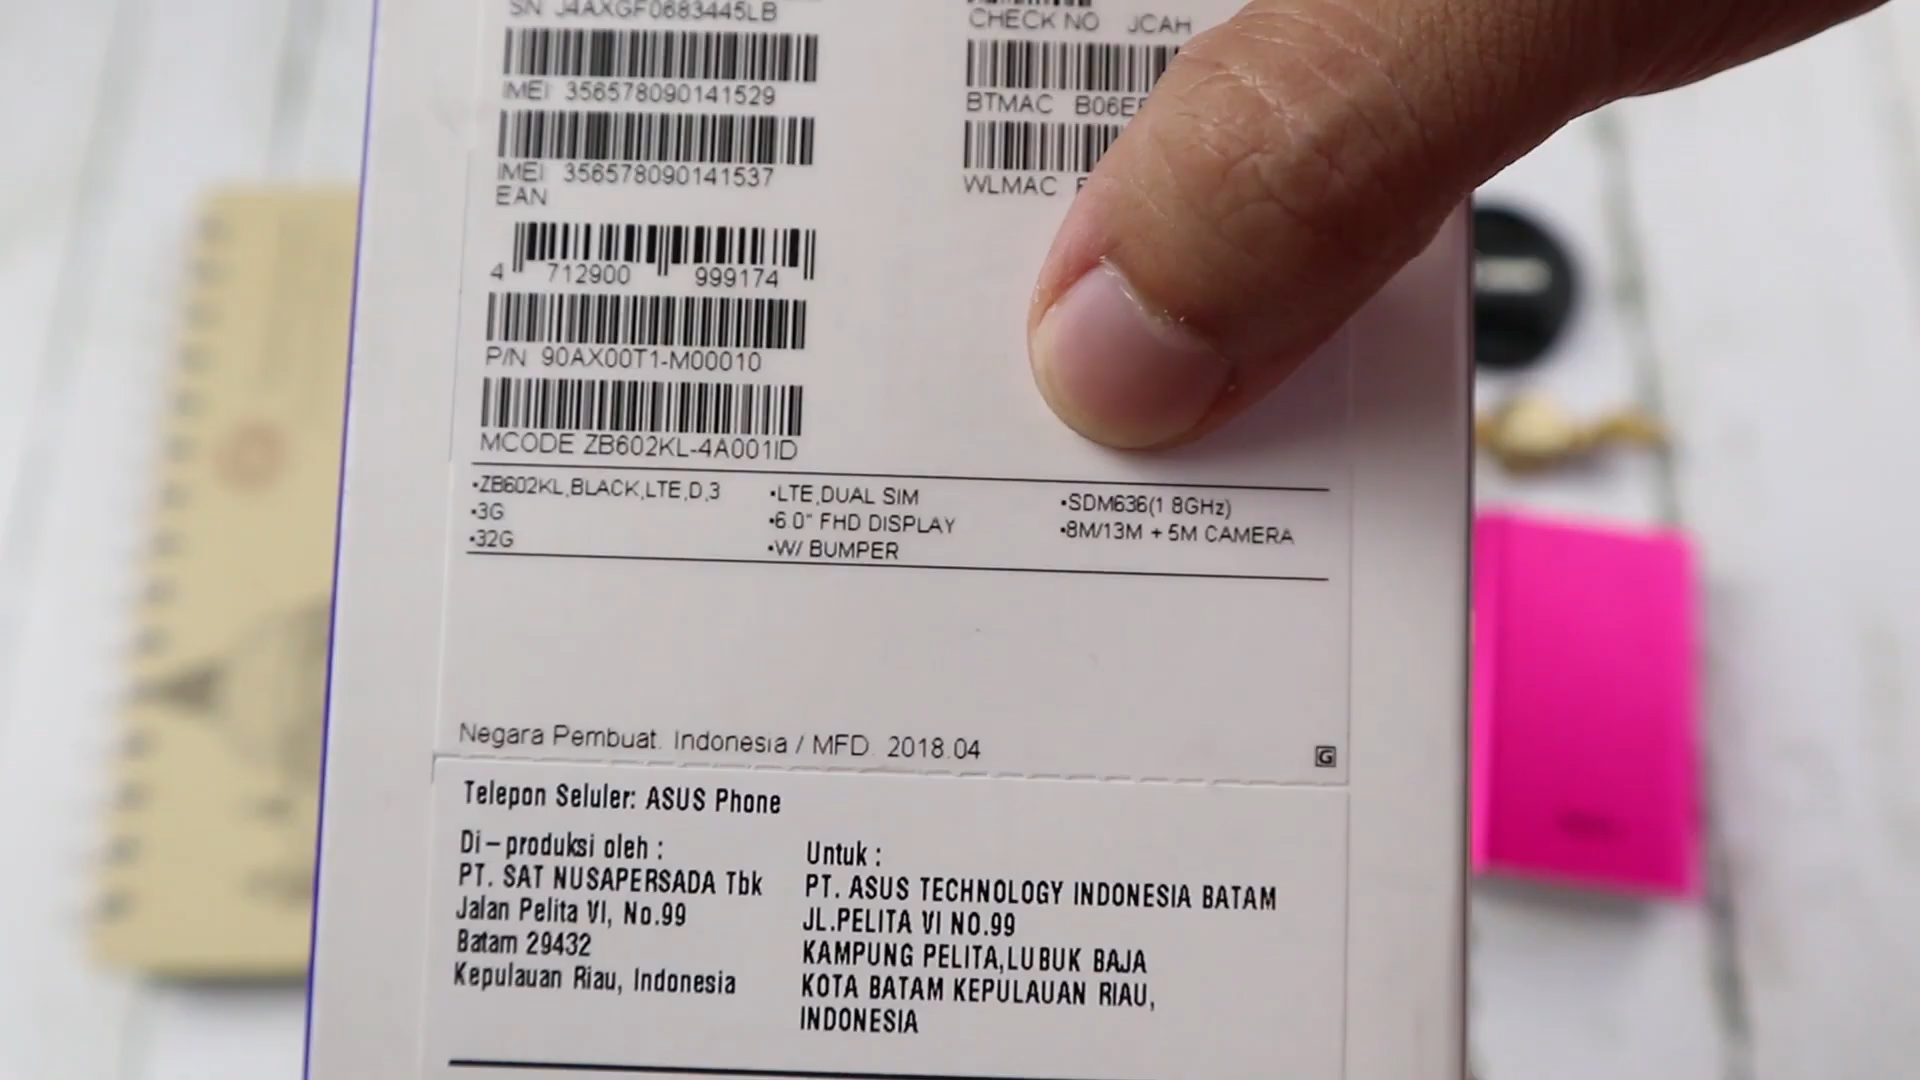 SN J4AXGF0683445LB
IMEI 356578090141529
IMEI 356578090141537
EAN
4 712900 999174
P/N 90AX00T1-M00010
MCODE ZB602KL-4A001ID
CHECK NO JCAH
BTMAC
WLMAC
•ZB602KL,BLACK,LTE,D,3
•3G
•32G
•LTE,DUAL SIM
•6.0" FHD DISPLAY
•W/ BUMPER
•SDM636(1 8GHz)
•8M/13M + 5M CAMERA
Negara Pembuat. Indonesia / MFD. 2018.04
G
Telepon Seluler: ASUS Phone
Di-produksi oleh :
PT. SAT NUSAPERSADA Tbk
Jalan Pelita VI, No.99
Batam 29432
Kepulauan Riau, Indonesia
Untuk :
PT. ASUS TECHNOLOGY INDONESIA BATAM
JL.PELITA VI NO.99
KAMPUNG PELITA,LUBUK BAJA
KOTA BATAM KEPULAUAN RIAU,
INDONESIA